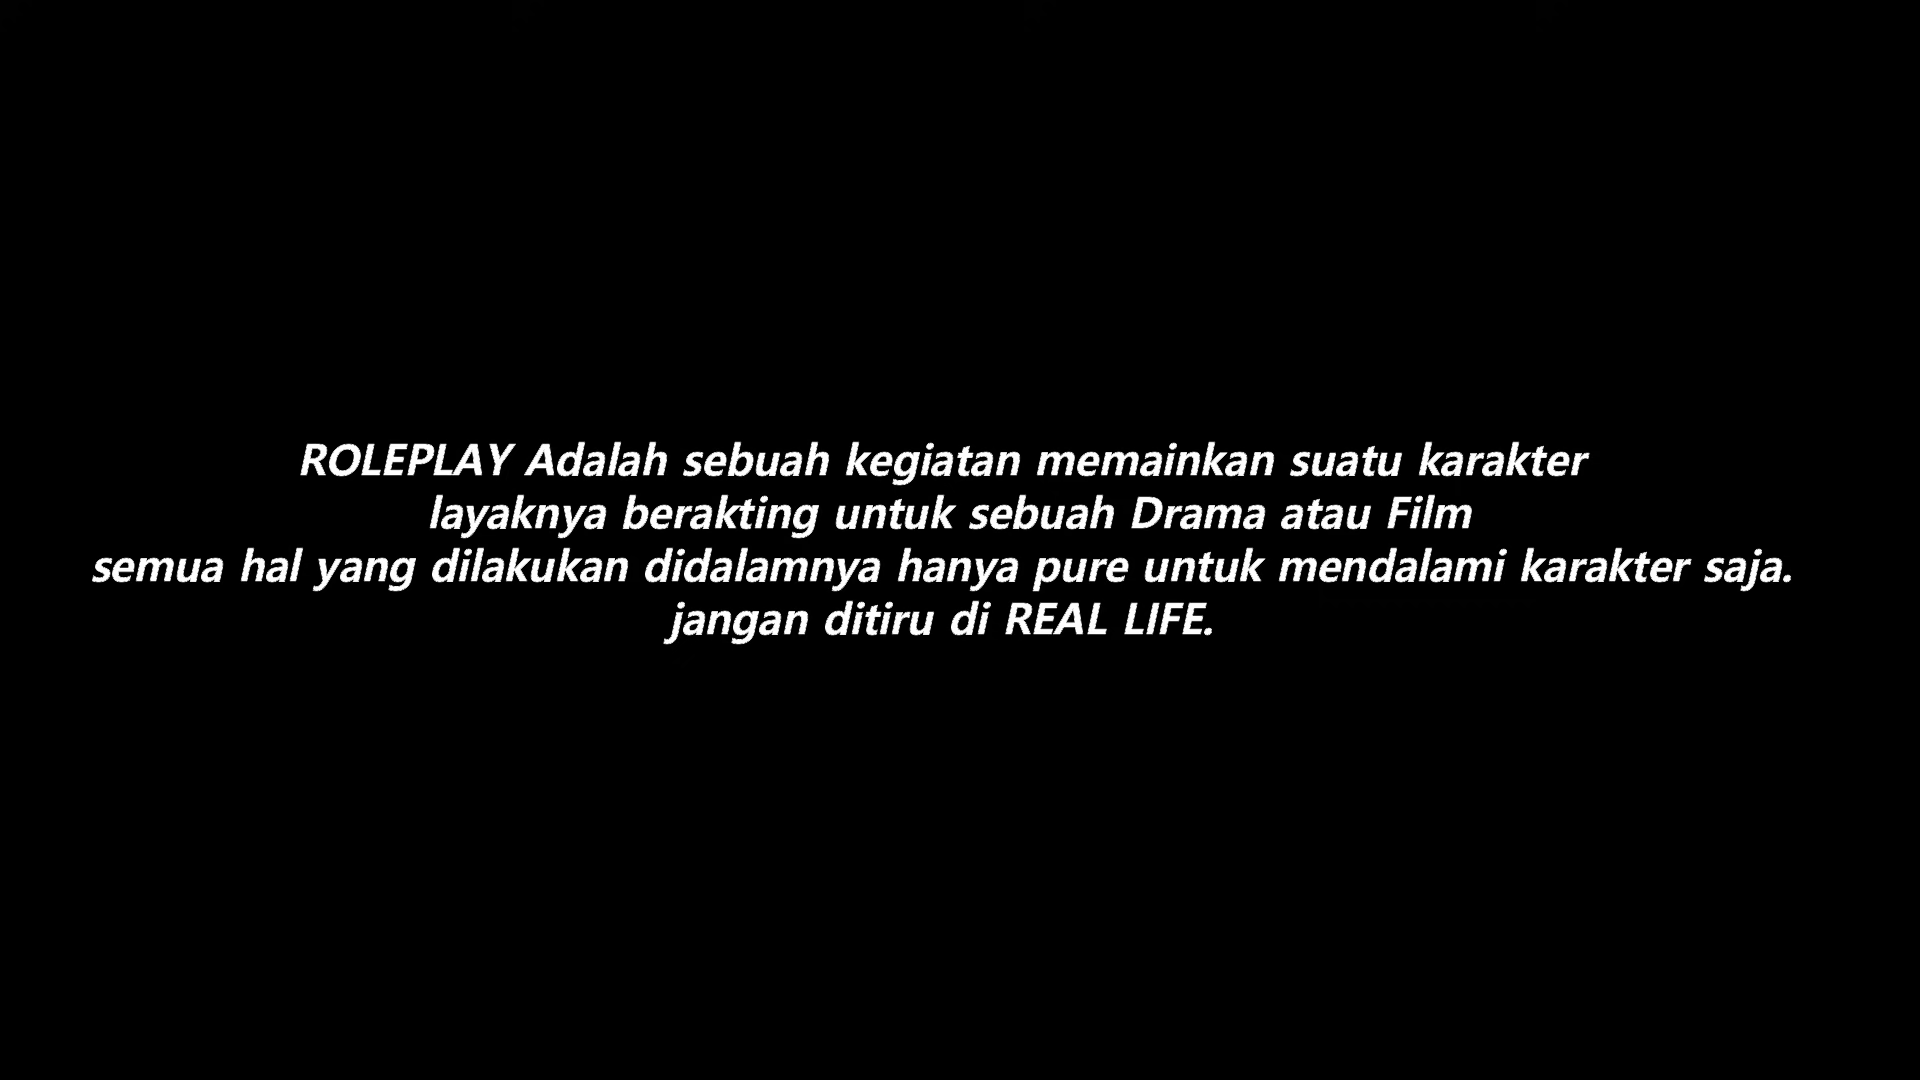 ROLEPLAY Adalah sebuah kegiatan memainkan suatu karakter
layaknya berakting untuk sebuah Drama atau Film
semua hal yang dilakukan didalamnya hanya pure untuk mendalami karakter saja.
jangan ditiru di REAL LIFE.